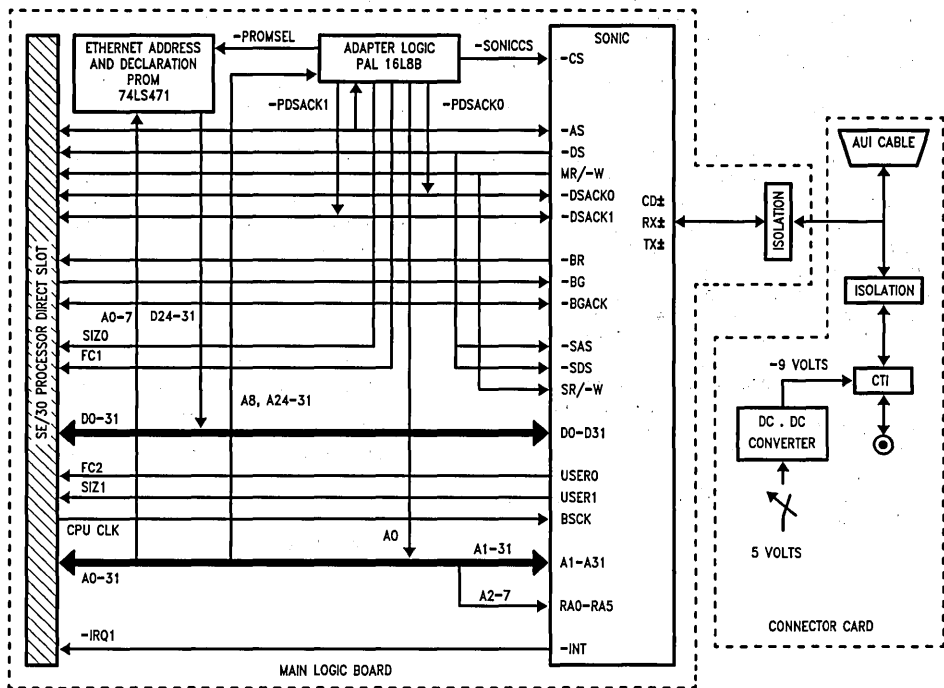 ETHERNET ADDRESS
AND DECLARATION
PROM
74LS471
-PROMSEL
ADAPTER LOGIC
PAL 16L8B
-SONICCS
SONIC
-CS
-PDSACK1
-PDSACK0
-AS
-DS
MR/-W
-DSACK0
-DSACK1
CD±
RX±
TX±
ISOLATION
AUI CABLE
SE/30 PROCESSOR DIRECT SLOT
-BR
-BG
-BGACK
ISOLATION
A0-7
D24-31
SIZ0
-SAS
FC1
-SDS
SR/-W
-9 VOLTS
CTI
A8, A24-31
D0-31
D0-D31
DC . DC
CONVERTER
FC2
USER0
SIZ1
USER1
CPU CLK
BSCK
A0
A1-31
A1-A31
5 VOLTS
A0-31
A2-7
RA0-RA5
CONNECTOR CARD
-IRQ1
-INT
MAIN LOGIC BOARD